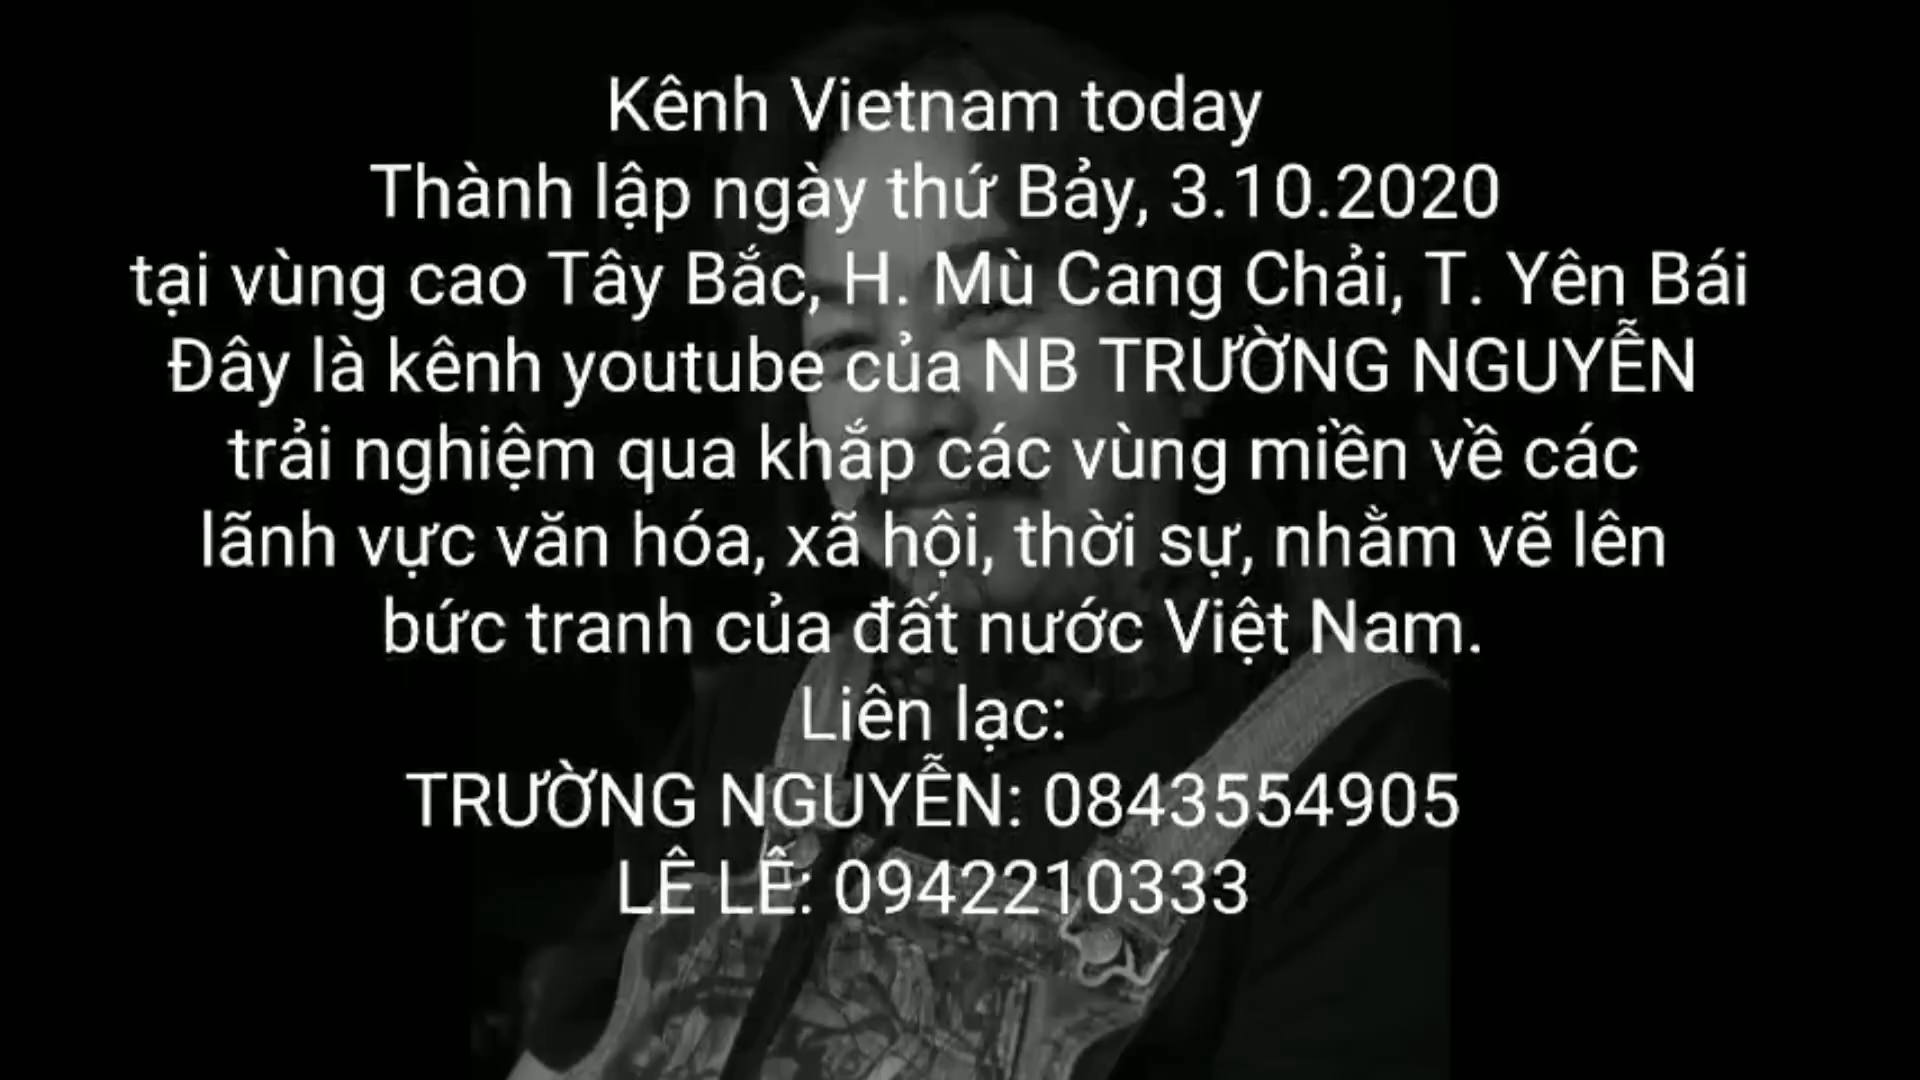 Kênh Vietnam today
Thành lập ngày thứ Bảy, 3.10.2020
tại vùng cao Tây Bắc, H. Mù Cang Chải, T. Yên Bái
Đây là kênh youtube của NB TRƯỜNG NGUYỄN
trải nghiệm qua khắp các vùng miền về các
lãnh vực văn hóa, xã hội, thời sự, nhằm vẽ lên
bức tranh của đất nước Việt Nam.
Liên lạc:
TRƯỜNG NGUYỄN: 0843554905
LÊ LÊ: 0942210333